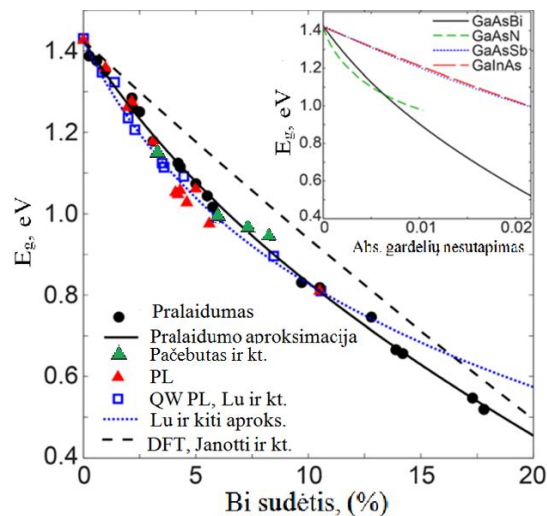 1.4
1.2
1.0
0.8
0.6
0.4
E_g, eV
0
5
10
15
20
Bi sudėtis, (%)
Pralaidumas
Pralaidumo aproksimacija
Pačebutas ir kt.
PL
QW PL, Lu ir kt.
Lu ir kiti aproks.
DFT, Janotti ir kt.
1.4
1.2
1.0
0.8
0.6
0.4
E_g, eV
0
0.01
0.02
Abs. gardelių nesutapimas
GaAsBi
GaAsN
GaAsSb
GaInAs